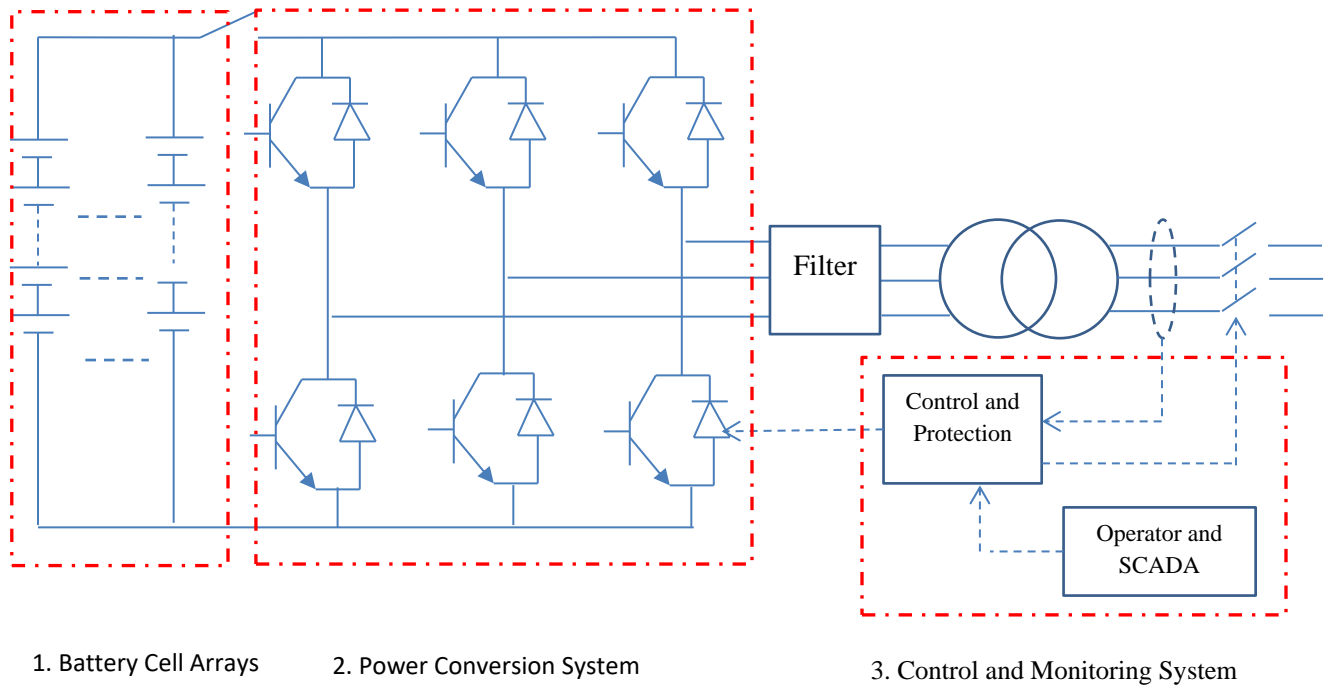 Filter
Control and
Protection
Operator and
SCADA
1. Battery Cell Arrays
2. Power Conversion System
3. Control and Monitoring System